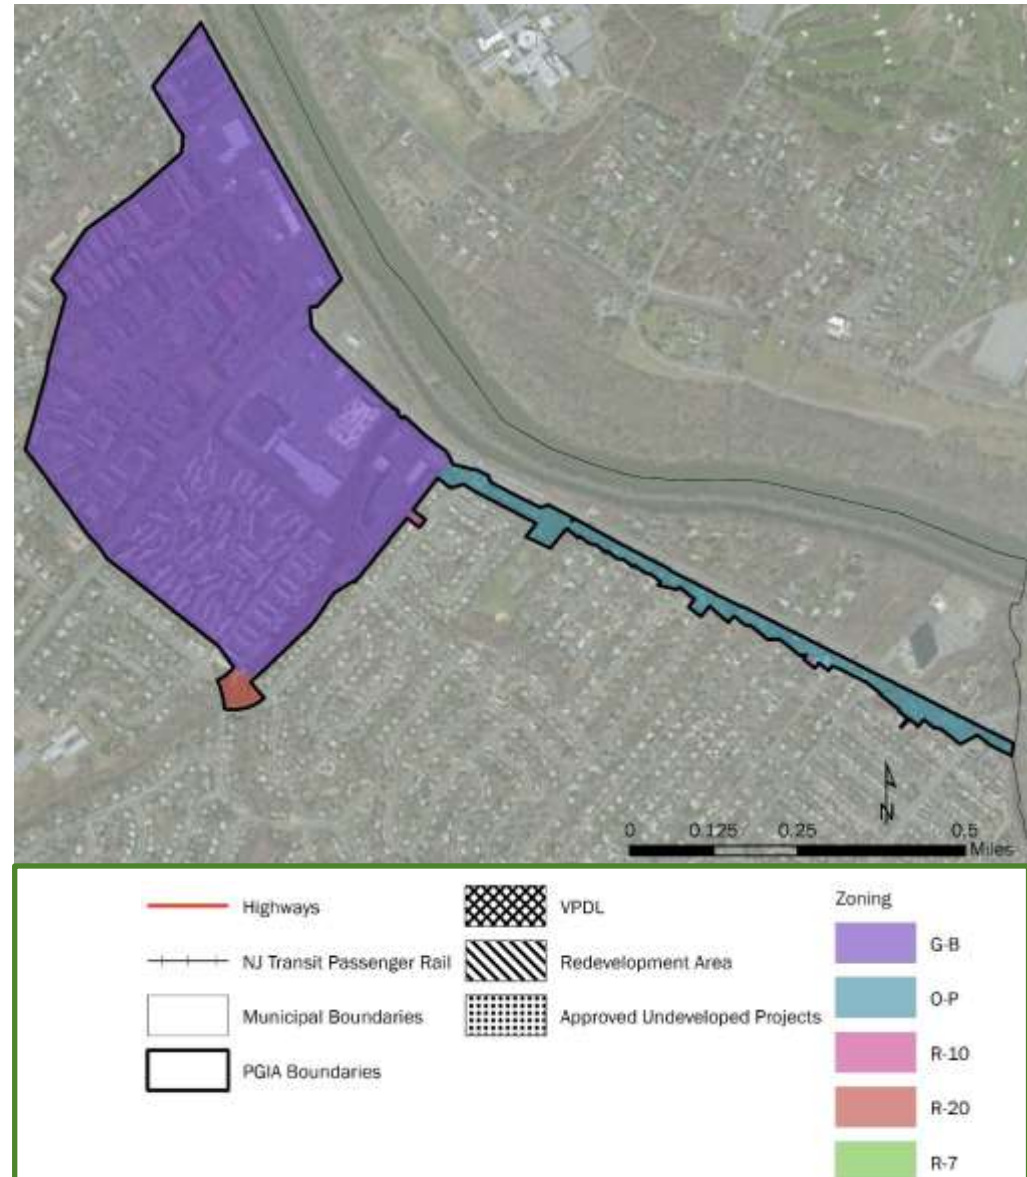 N
0 0.125 0.25 0.5
Miles
Highways
NJ Transit Passenger Rail
Municipal Boundaries
PGIA Boundaries
VPDL
Redevelopment Area
Approved Undeveloped Projects
Zoning
G-B
O-P
R-10
R-20
R-7